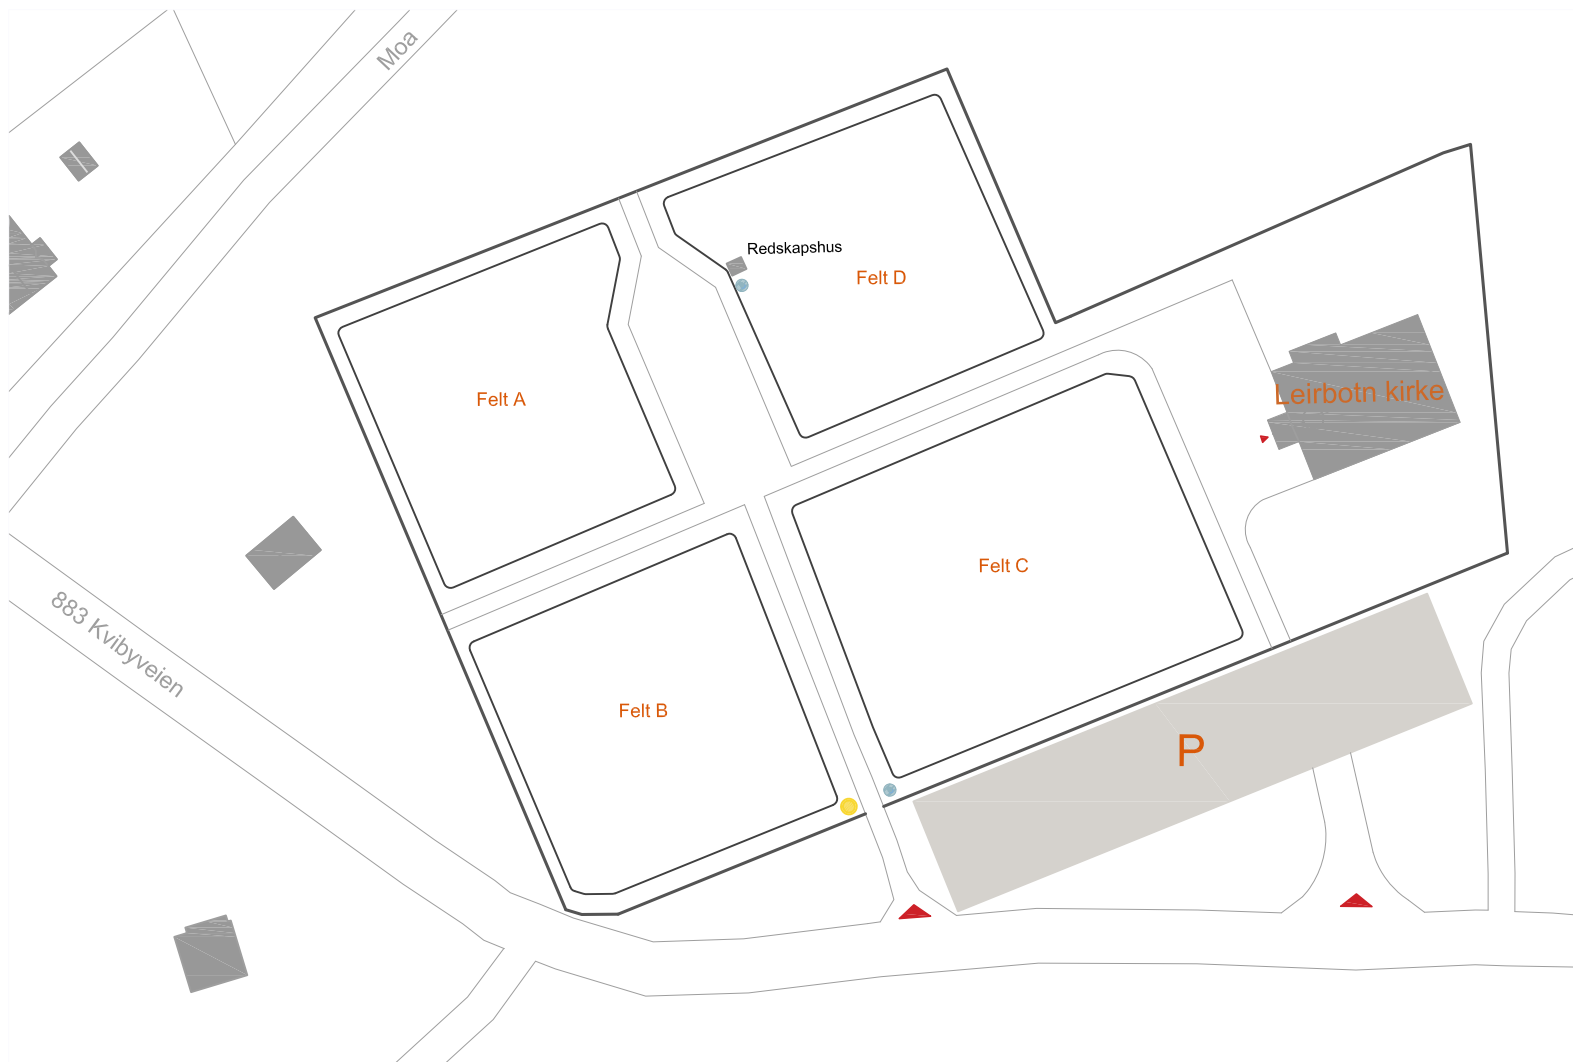 Moa
Redskapshus
Felt D
Felt A
Leirbotn kirke
Felt C
883 Kvibyveien
Felt B
P